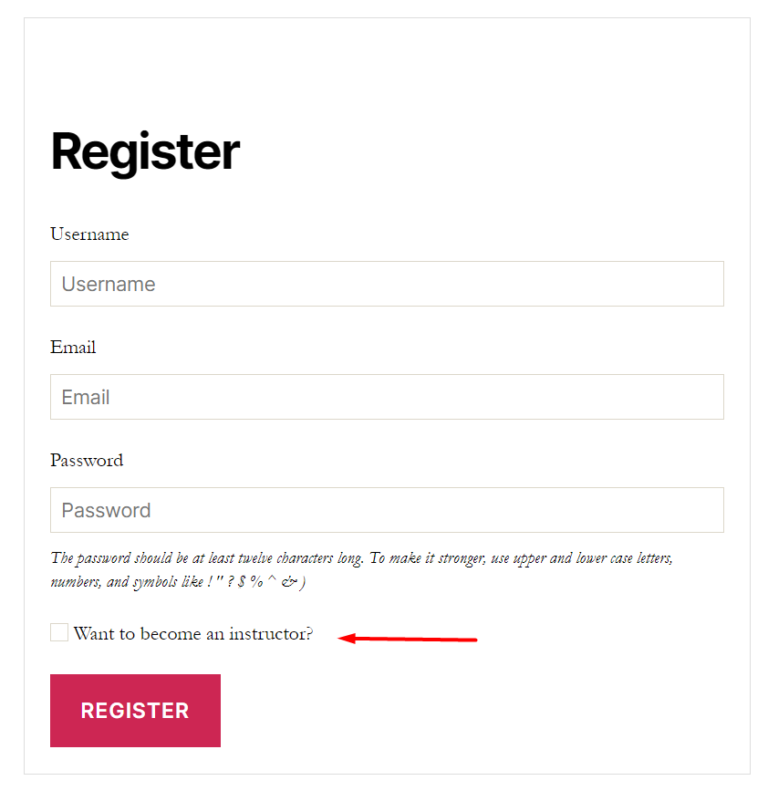 Register
Username
Username
Email
Email
Password
Password
The password should be at least twelve characters long. To make it stronger, use upper and lower case letters,
numbers, and symbols like ! " ? $ % ^ & )
Want to become an instructor?
REGISTER